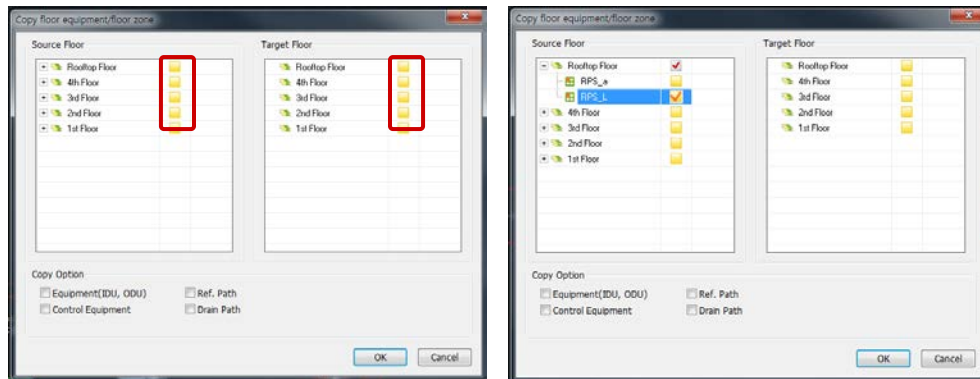 Copy floor equipment/floor zone
Source Floor
Target Floor
Rooftop Floor
4th Floor
3rd Floor
2nd Floor
1st Floor
Rooftop Floor
4th Floor
3rd Floor
2nd Floor
1st Floor
Copy Option
Equipment(IDU, ODU)
Ref. Path
Control Equipment
Drain Path
OK
Cancel
Copy floor equipment/floor zone
Source Floor
Target Floor
Rooftop Floor
RPS_a
RPS_L
4th Floor
3rd Floor
2nd Floor
1st Floor
Rooftop Floor
4th Floor
3rd Floor
2nd Floor
1st Floor
Copy Option
Equipment(IDU, ODU)
Ref. Path
Control Equipment
Drain Path
OK
Cancel